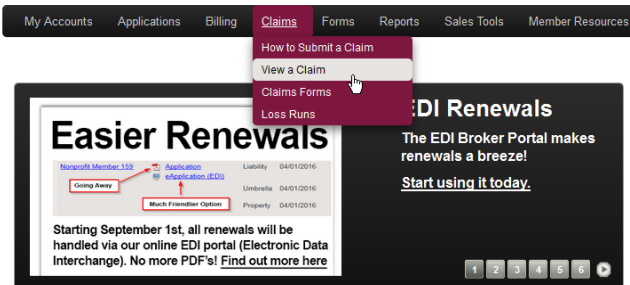 My Accounts Applications Billing Claims Forms Reports Sales Tools Member Resources
How to Submit a Claim
View a Claim
Claims Forms
Loss Runs
Easier Renewals
Nonprofit Member 159 Application Liability 04/01/2016
eApplication (EDI)
Going Away Umbrella 04/01/2016
Much Friendlier Option Property 04/01/2016
Starting September 1st, all renewals will be
handled via our online EDI portal (Electronic Data
Interchange). No more PDF's! Find out more here
EDI Renewals
The EDI Broker Portal makes
renewals a breeze!
Start using it today.
1 2 3 4 5 6